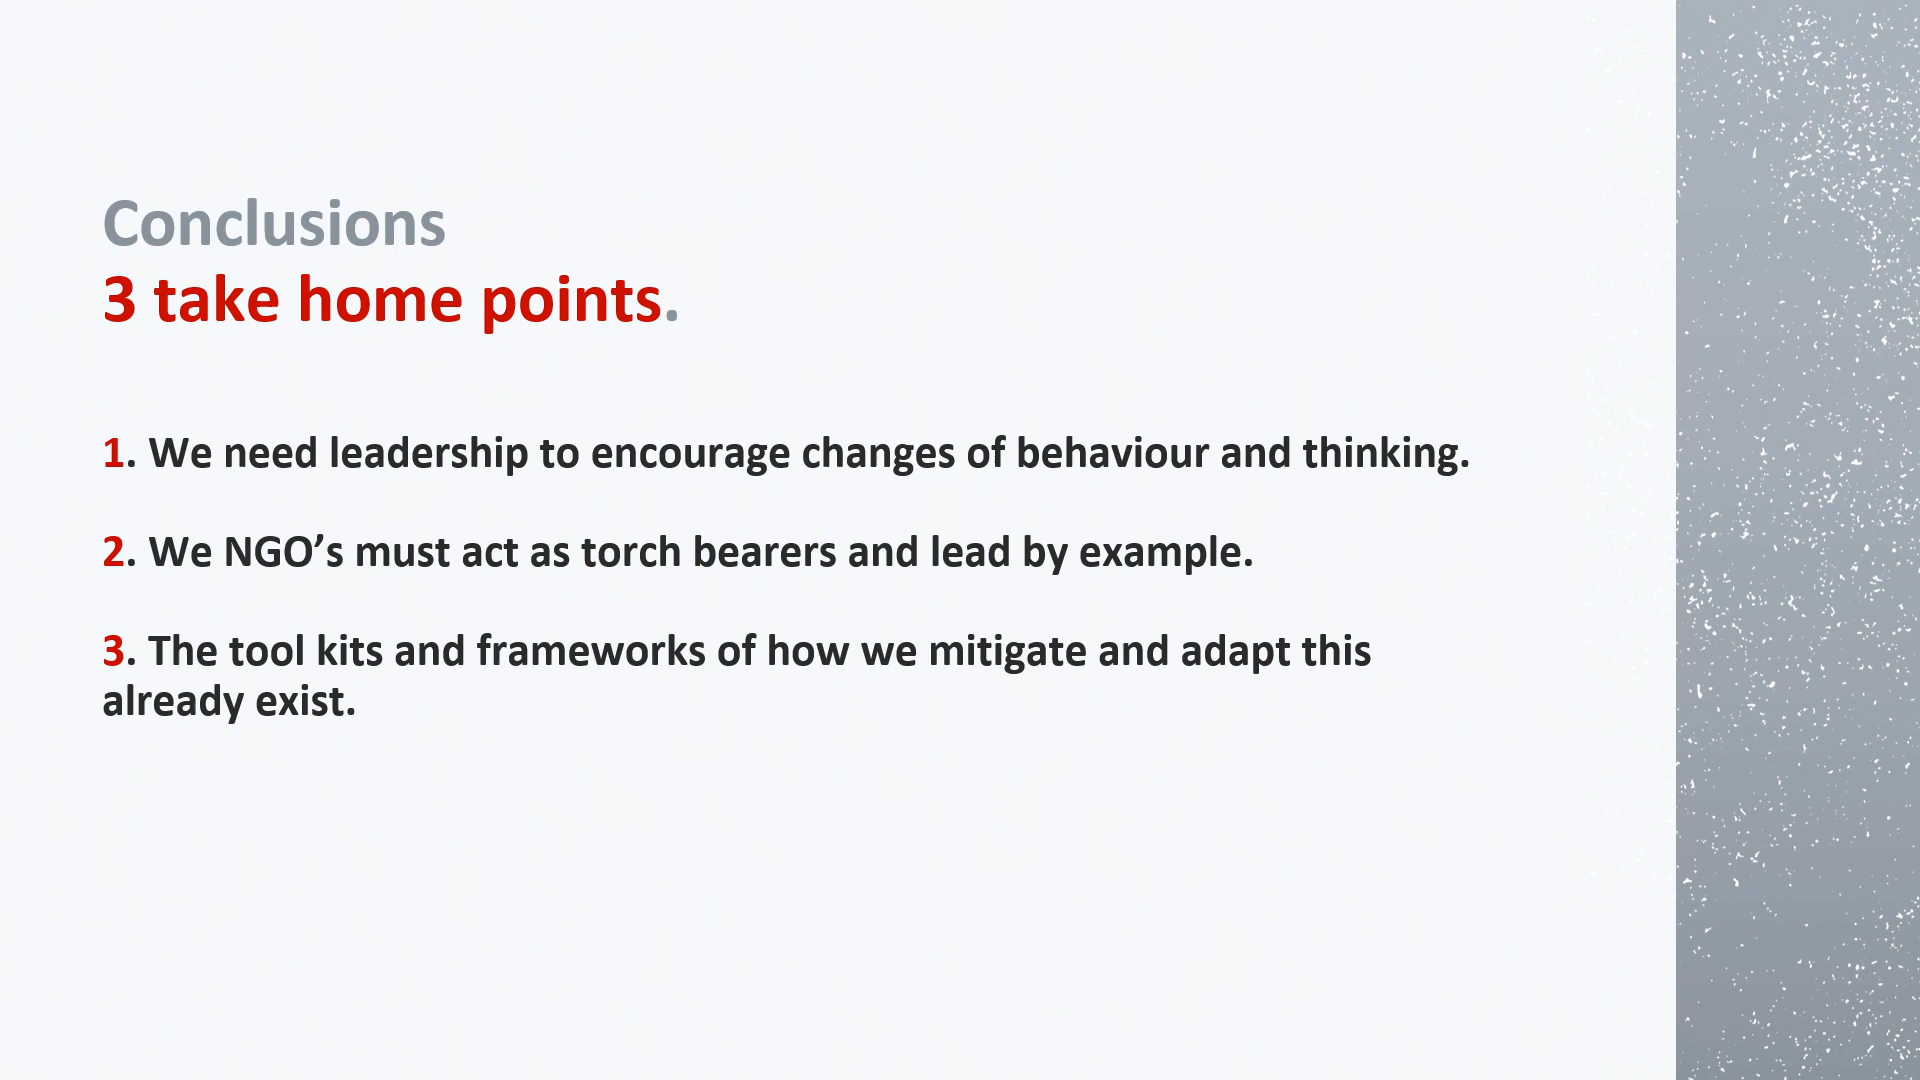 Conclusions
3 take home points.
1. We need leadership to encourage changes of behaviour and thinking.
2. We NGO’s must act as torch bearers and lead by example.
3. The tool kits and frameworks of how we mitigate and adapt this
already exist.